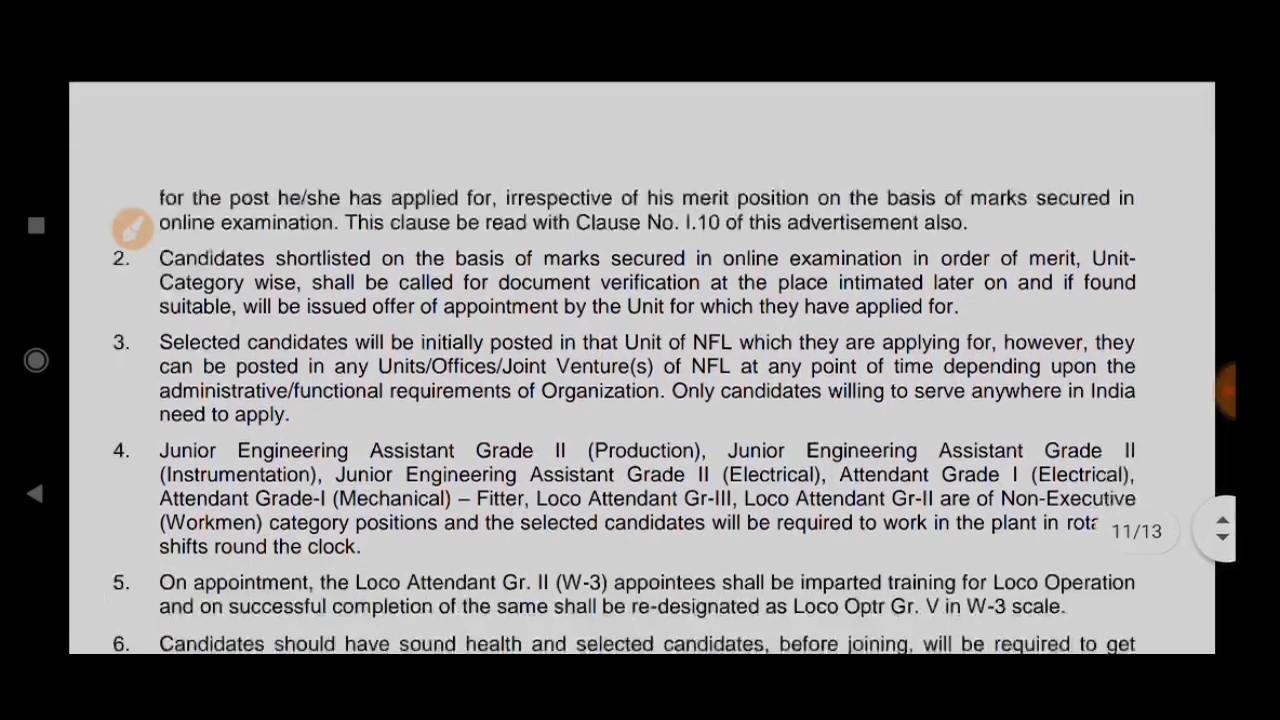 for the post he/she has applied for, irrespective of his merit position on the basis of marks secured in
online examination. This clause be read with Clause No. I.10 of this advertisement also.
2. Candidates shortlisted on the basis of marks secured in online examination in order of merit, Unit-
Category wise, shall be called for document verification at the place intimated later on and if found
suitable, will be issued offer of appointment by the Unit for which they have applied for.
3. Selected candidates will be initially posted in that Unit of NFL which they are applying for, however, they
can be posted in any Units/Offices/Joint Venture(s) of NFL at any point of time depending upon the
administrative/functional requirements of Organization. Only candidates willing to serve anywhere in India
need to apply.
4. Junior Engineering Assistant Grade II (Production), Junior Engineering Assistant Grade II
(Instrumentation), Junior Engineering Assistant Grade II (Electrical), Attendant Grade I (Electrical),
Attendant Grade-I (Mechanical) – Fitter, Loco Attendant Gr-III, Loco Attendant Gr-II are of Non-Executive
(Workmen) category positions and the selected candidates will be required to work in the plant in
shifts round the clock.
11/13
5. On appointment, the Loco Attendant Gr. II (W-3) appointees shall be imparted training for Loco Operation
and on successful completion of the same shall be re-designated as Loco Optr Gr. V in W-3 scale.
6. Candidates should have sound health and selected candidates, before joining, will be required to get